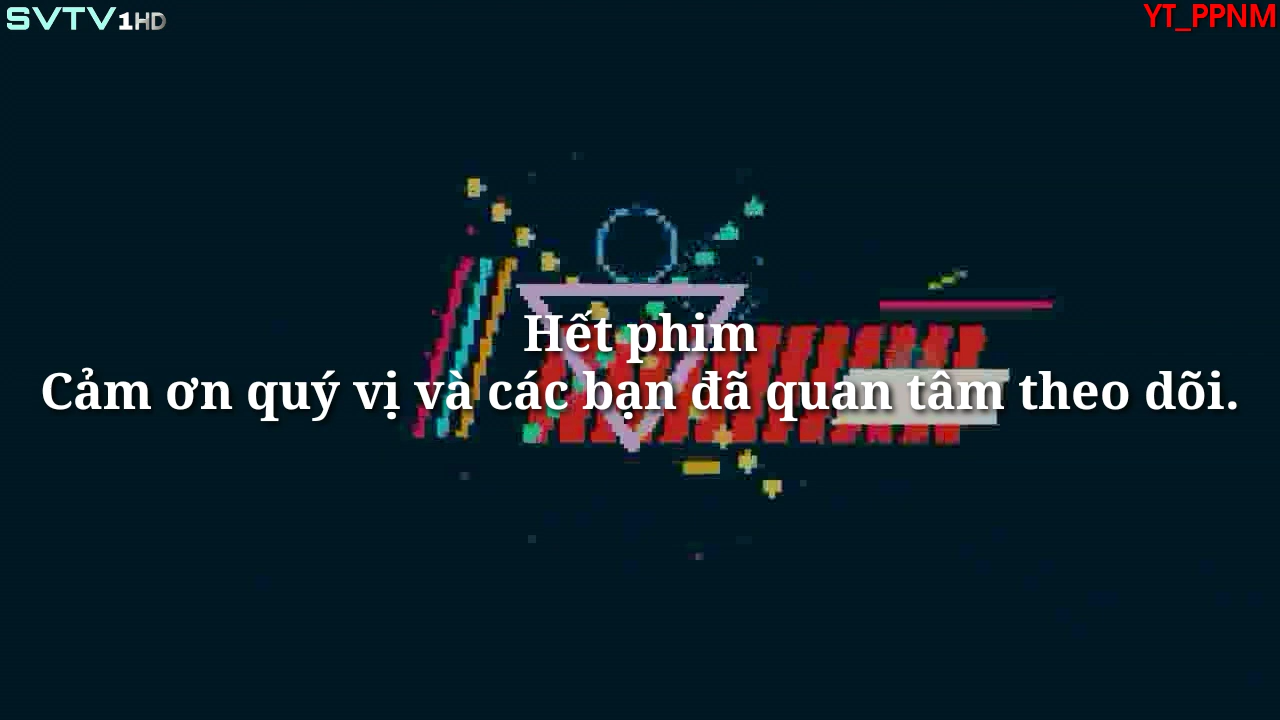 SVTV1HD
YT_PPNM
Hết phim
Cảm ơn quý vị và các bạn đã quan tâm theo dõi.